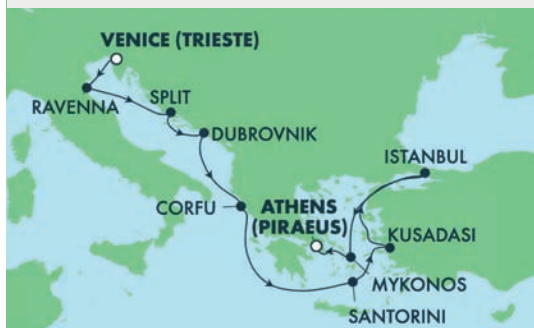 VENICE (TRIESTE)
RAVENNA
SPLIT
DUBROVNIK
ISTANBUL
CORFU
ATHENS
(PIRAEUS)
KUSADASI
MYKONOS
SANTORINI